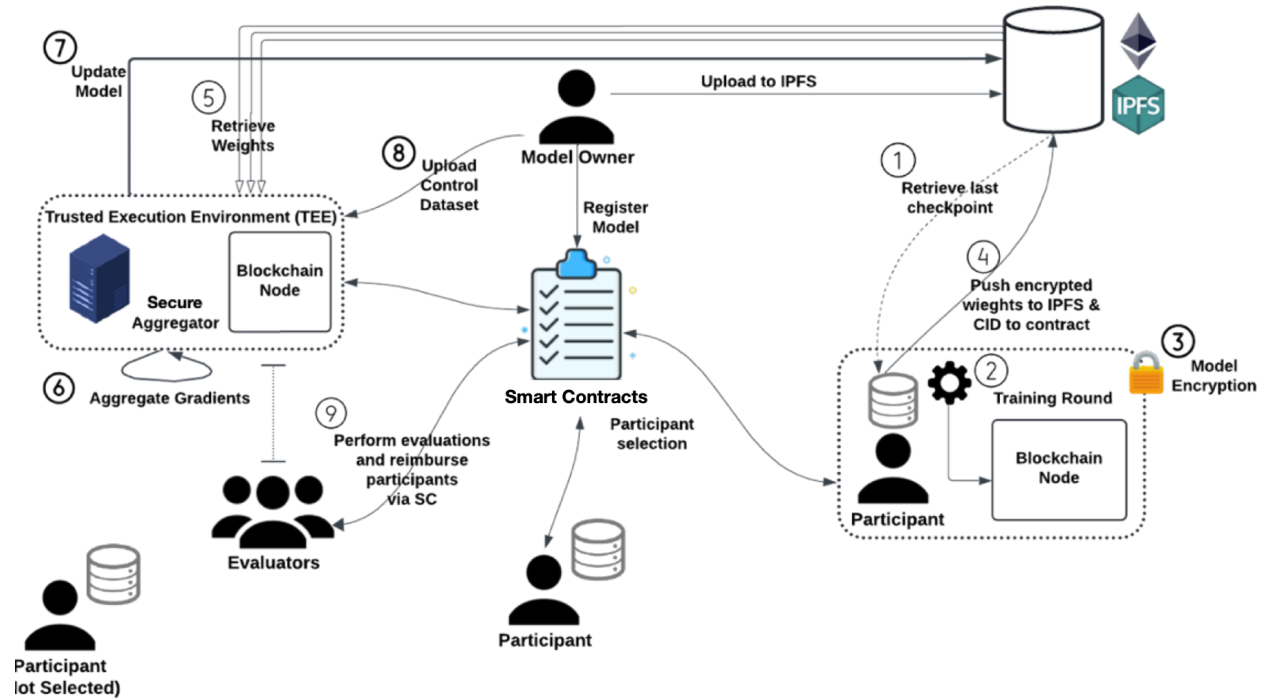 7
Update
Model
5
Retrieve
Weights
8
Upload
Control
Dataset
Model Owner
Upload to IPFS
IPFS
1
Retrieve last
checkpoint
Register
Model
Trusted Execution Environment (TEE)
Blockchain
Node
Secure
Aggregator
4
Push encrypted
wieghts to IPFS &
CID to contract
3
Model
Encryption
2
Training Round
Blockchain
Node
Participant
6
Aggregate Gradients
Smart Contracts
Participant
selection
9
Perform evaluations
and reimburse
participants
via SC
Evaluators
Participant
Participant
lot Selected)